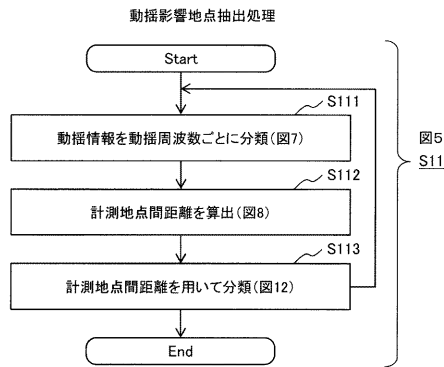 動揺影響地点抽出処理
Start
S111
動揺情報を動揺周波数ごとに分類(図7)
S112
計測地点間距離を算出(図8)
S113
計測地点間距離を用いて分類(図12)
End
図5
S11